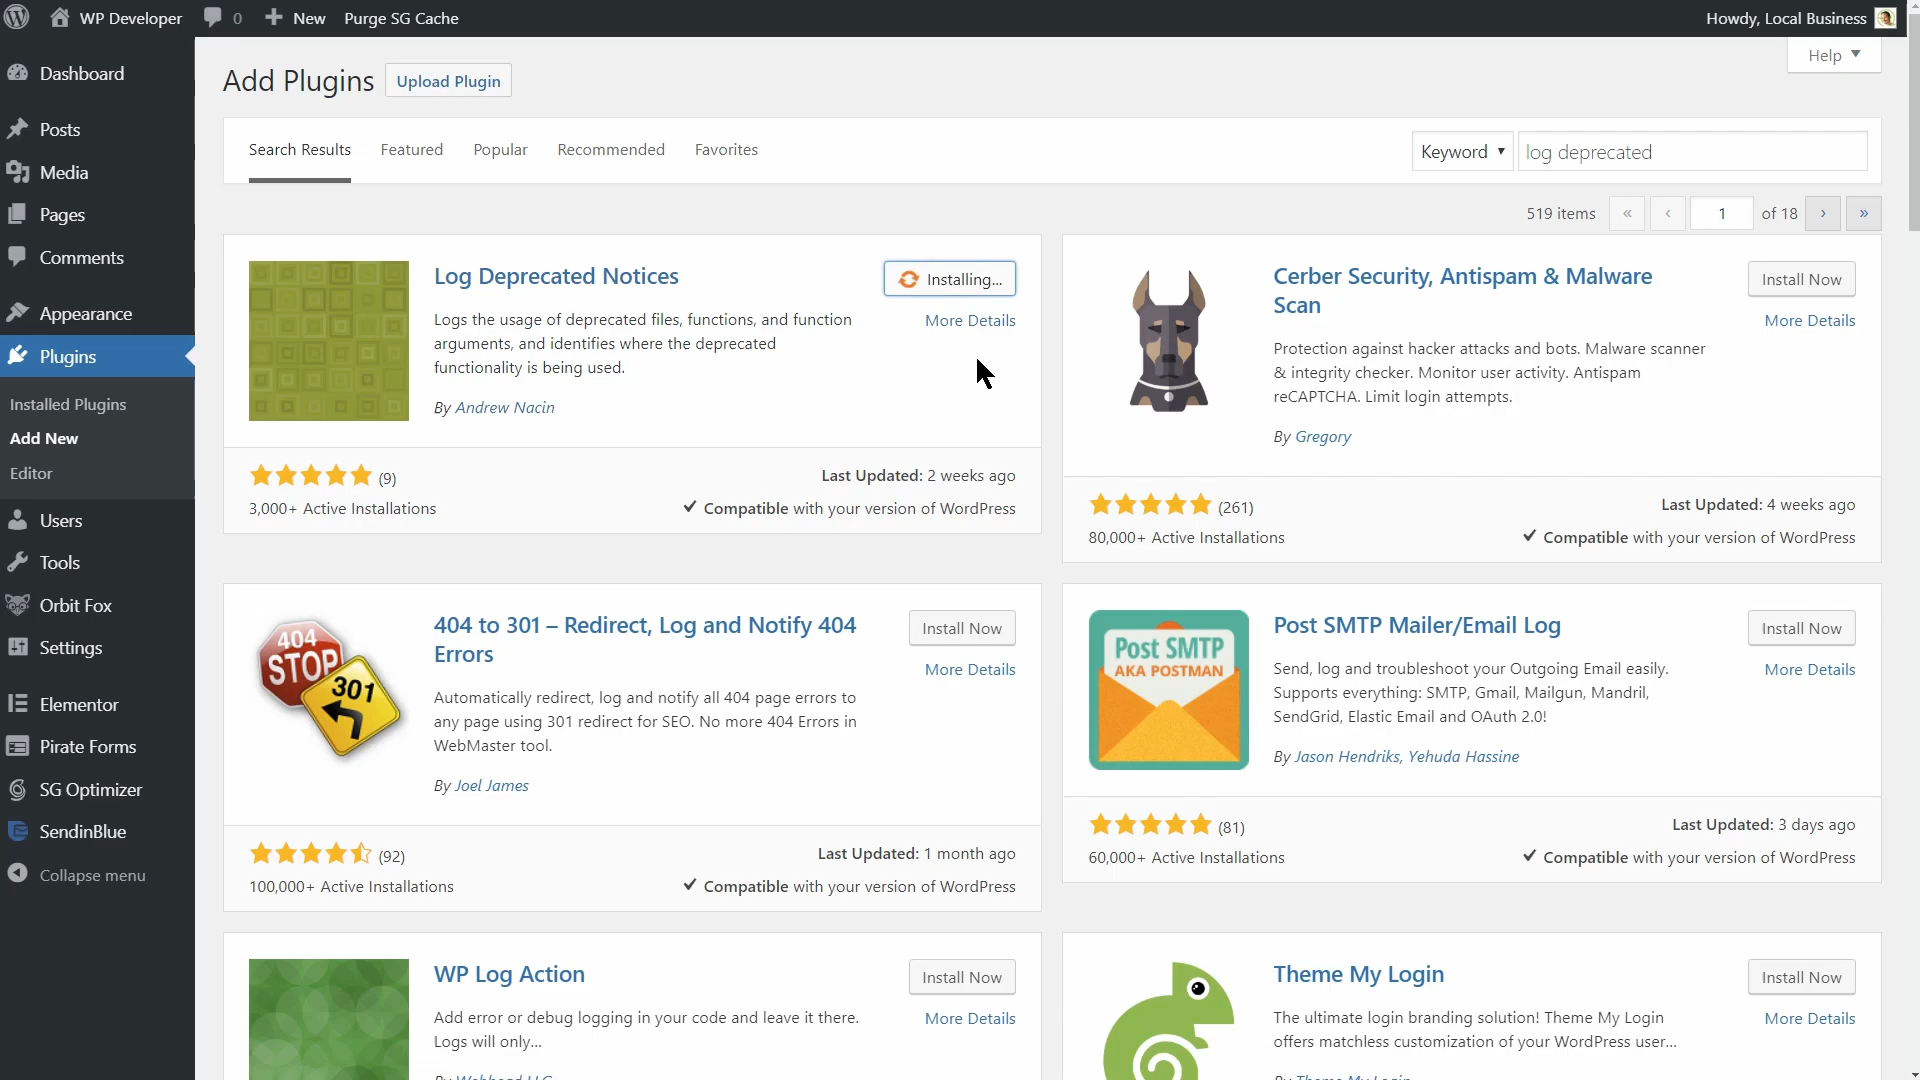 WP Developer
0
New
Purge SG Cache
Howdy, Local Business
Dashboard
Posts
Media
Pages
Comments
Appearance
Plugins
Installed Plugins
Add New
Editor
Users
Tools
Orbit Fox
Settings
Elementor
Pirate Forms
SG Optimizer
SendinBlue
Collapse menu
Help ▼
Add Plugins
Upload Plugin
Search Results
Featured
Popular
Recommended
Favorites
Keyword ▼
log deprecated
519 items
«
‹
1
of 18
›
»
Log Deprecated Notices
Installing...
More Details
Logs the usage of deprecated files, functions, and function
arguments, and identifies where the deprecated
functionality is being used.
By Andrew Nacin
(9)
3,000+ Active Installations
Last Updated: 2 weeks ago
✔ Compatible with your version of WordPress
Cerber Security, Antispam & Malware
Scan
Install Now
More Details
Protection against hacker attacks and bots. Malware scanner
& integrity checker. Monitor user activity. Antispam
reCAPTCHA. Limit login attempts.
By Gregory
(261)
80,000+ Active Installations
Last Updated: 4 weeks ago
✔ Compatible with your version of WordPress
404
STOP
301
404 to 301 – Redirect, Log and Notify 404
Errors
Install Now
More Details
Automatically redirect, log and notify all 404 page errors to
any page using 301 redirect for SEO. No more 404 Errors in
WebMaster tool.
By Joel James
(92)
100,000+ Active Installations
Last Updated: 1 month ago
✔ Compatible with your version of WordPress
Post SMTP
AKA POSTMAN
Post SMTP Mailer/Email Log
Install Now
More Details
Send, log and troubleshoot your Outgoing Email easily.
Supports everything: SMTP, Gmail, Mailgun, Mandril,
SendGrid, Elastic Email and OAuth 2.0!
By Jason Hendriks, Yehuda Hassine
(81)
60,000+ Active Installations
Last Updated: 3 days ago
✔ Compatible with your version of WordPress
WP Log Action
Install Now
More Details
Add error or debug logging in your code and leave it there.
Logs will only...
Theme My Login
Install Now
More Details
The ultimate login branding solution! Theme My Login
offers matchless customization of your WordPress user...